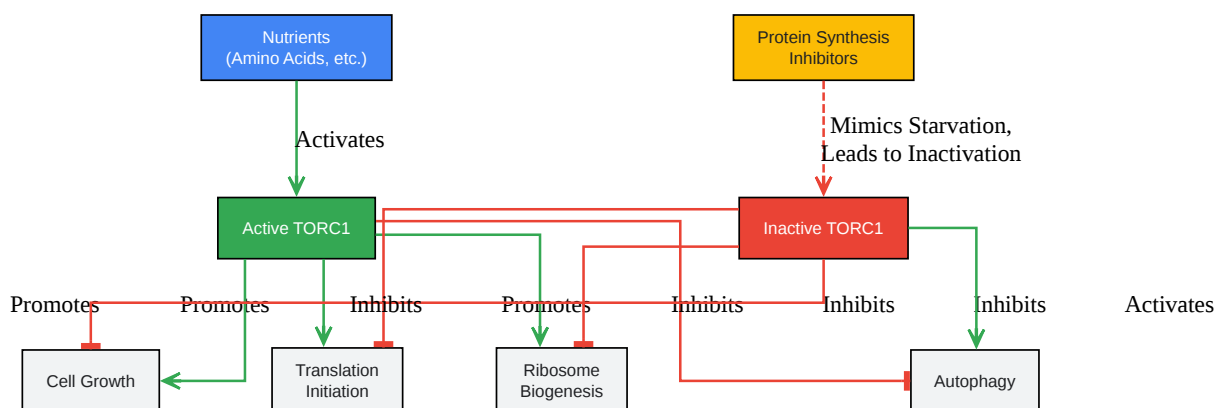 Nutrients
(Amino Acids, etc.)
Protein Synthesis
Inhibitors
Activates
Mimics Starvation,
Leads to Inactivation
Active TORC1
Inactive TORC1
Promotes
Promotes
Inhibits
Promotes
Inhibits
Inhibits
Inhibits
Activates
Cell Growth
Translation
Initiation
Ribosome
Biogenesis
Autophagy